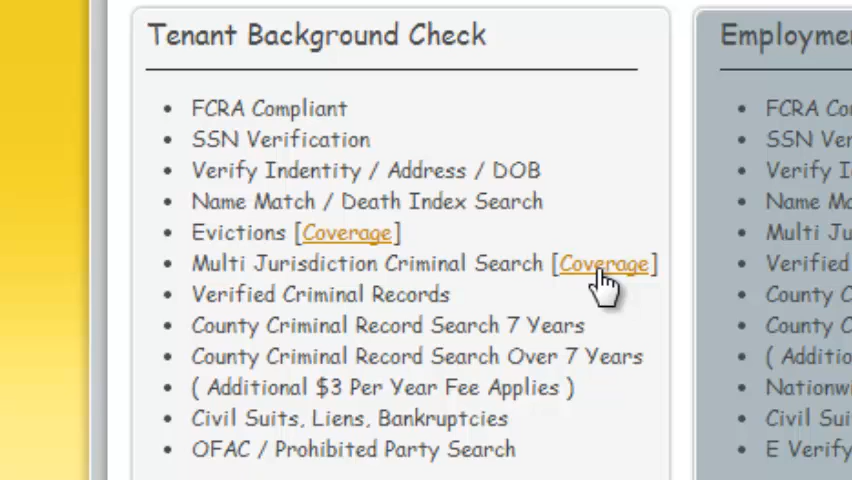 Tenant Background Check
FCRA Compliant
SSN Verification
Verify Indentity / Address / DOB
Name Match / Death Index Search
Evictions [Coverage]
Multi Jurisdiction Criminal Search [Coverage]
Verified Criminal Records
County Criminal Record Search 7 Years
County Criminal Record Search Over 7 Years
( Additional $3 Per Year Fee Applies )
Civil Suits, Liens, Bankruptcies
OFAC / Prohibited Party Search
FCRA Co
SSN Ver
Verify I
Name Ma
Multi Ju
Verified
County C
County C
( Additio
Nationwi
Civil Sui
E Verify